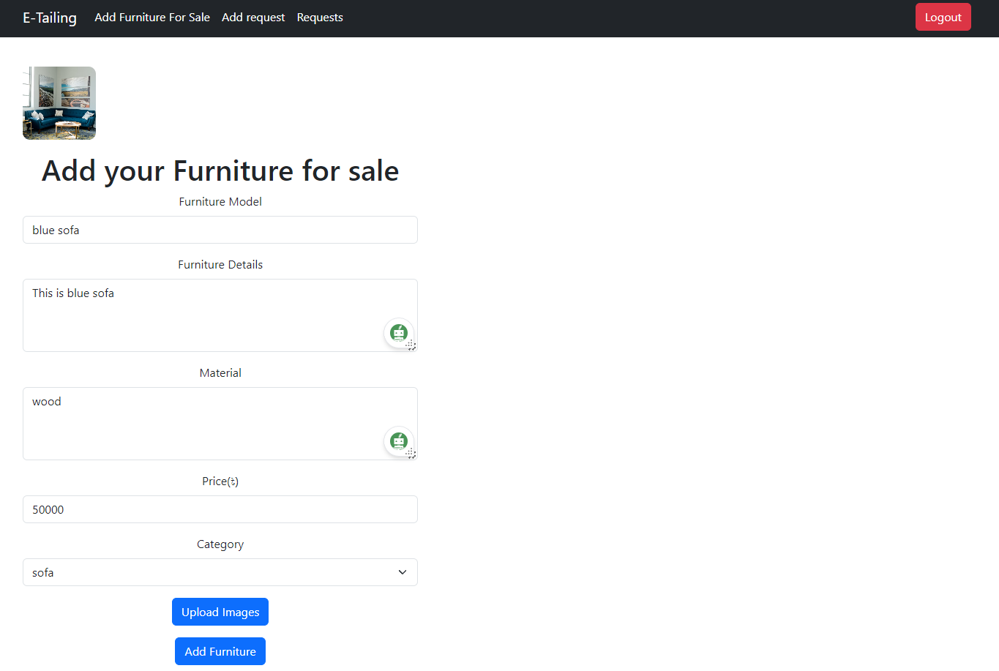 E-Tailing Add Furniture For Sale Add request Requests Logout
Add your Furniture for sale
Furniture Model
blue sofa
Furniture Details
This is blue sofa
Material
wood
Price(৳)
50000
Category
sofa
Upload Images
Add Furniture